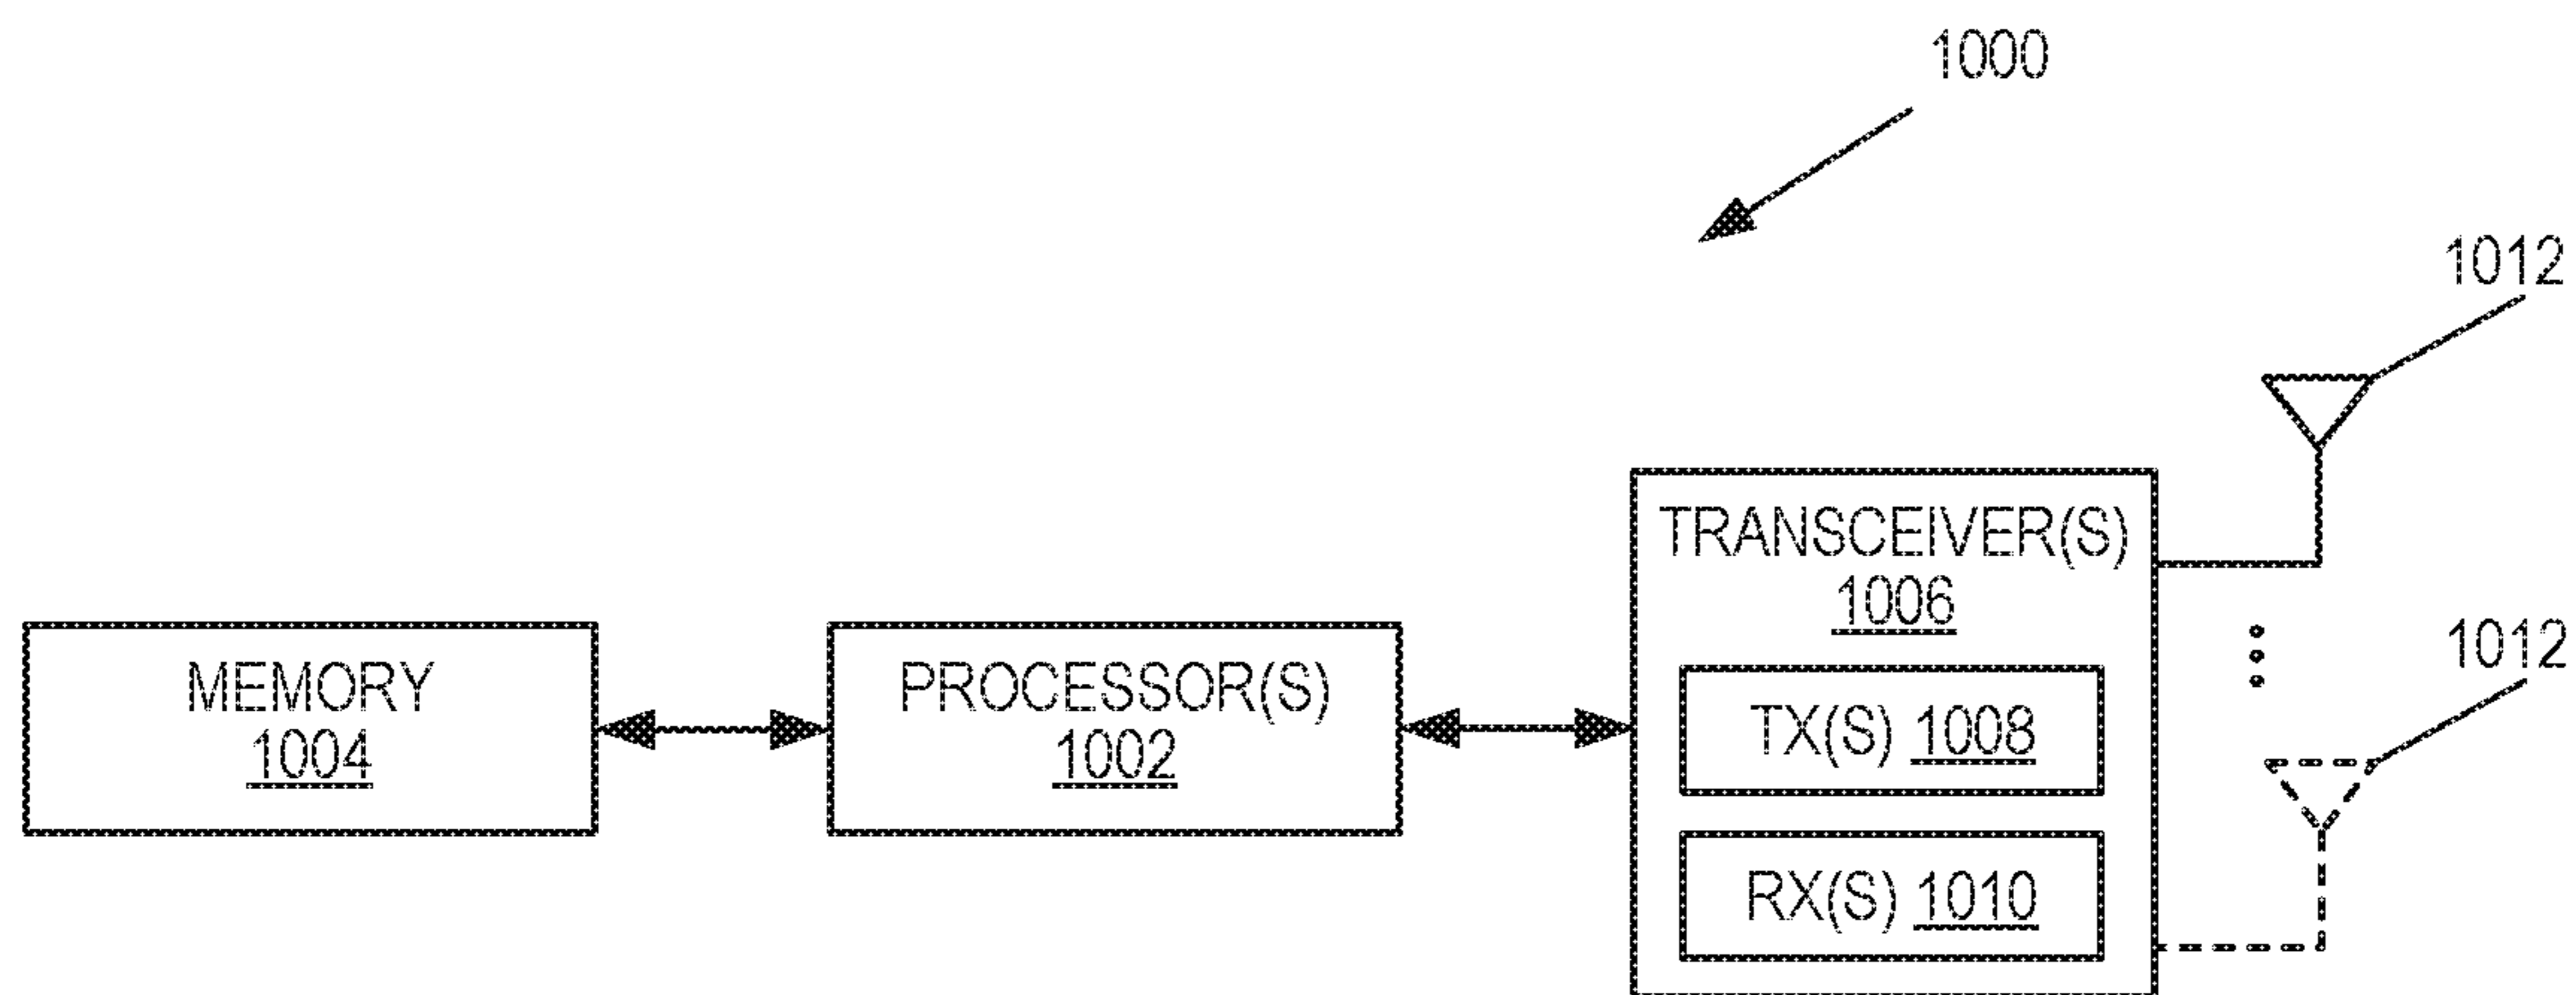 1000
1012
TRANSCEIVER(S)
1006
1012
MEMORY
1004
PROCESSOR(S)
1002
TX(S) 1008
RX(S) 1010